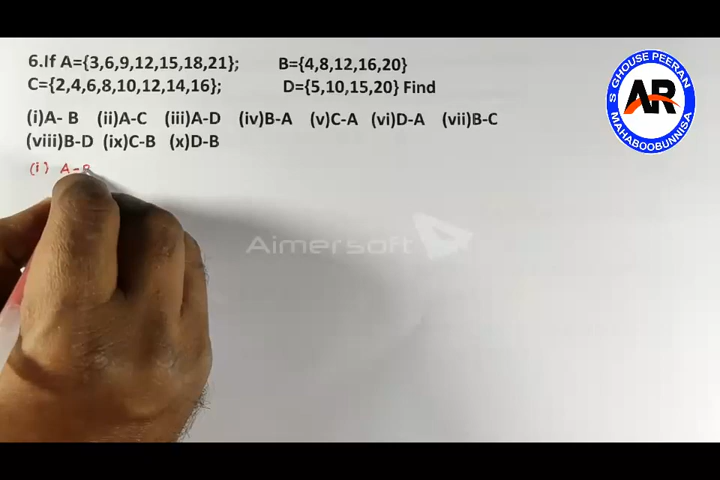 6.If A={3,6,9,12,15,18,21}; B={4,8,12,16,20}
C={2,4,6,8,10,12,14,16}; D={5,10,15,20} Find
(i)A- B (ii)A-C (iii)A-D (iv)B-A (v)C-A (vi)D-A (vii)B-C
(viii)B-D (ix)C-B (x)D-B
(i) A-B
Aimersoft
S GHOUSE PEERAN
AR
MAHABOOBUNNISA